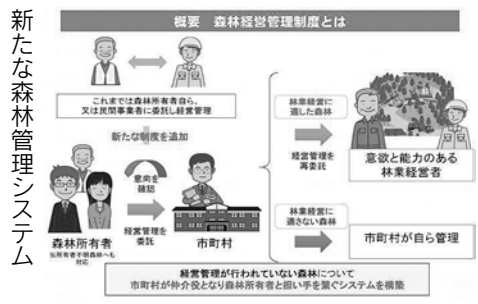 新たな森林管理システム
概要 森林経営管理制度とは
これまでは森林所有者自ら、
又は民間事業者に委託し経営管理
新たな制度を追加
意向を
確認
経営管理を
委託
森林所有者
市町村
林業経営に
適した森林
経営管理を
再委託
意欲と能力のある
林業経営者
林業経営に
適さない森林
市町村が自ら管理
経営管理が行われていない森林について
市町村が仲介役となり森林所有者と担い手を繋ぐシステムを構築